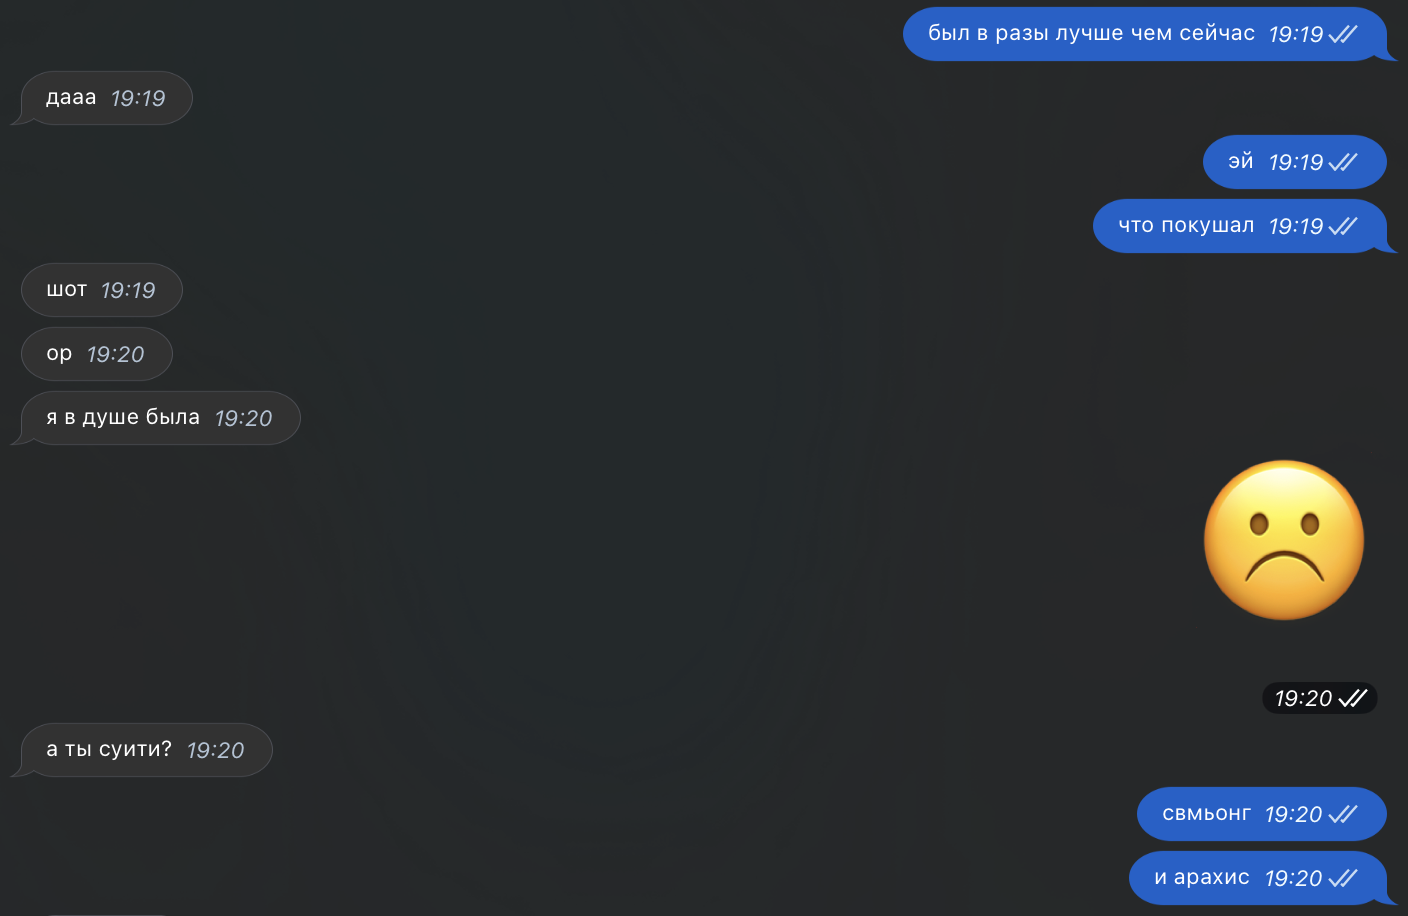 был в разы лучше чем сейчас 19:19
дааа 19:19
эй 19:19
что покушал 19:19
шот 19:19
ор 19:20
я в душе была 19:20
19:20
а ты суити? 19:20
свмьонг 19:20
и арахис 19:20